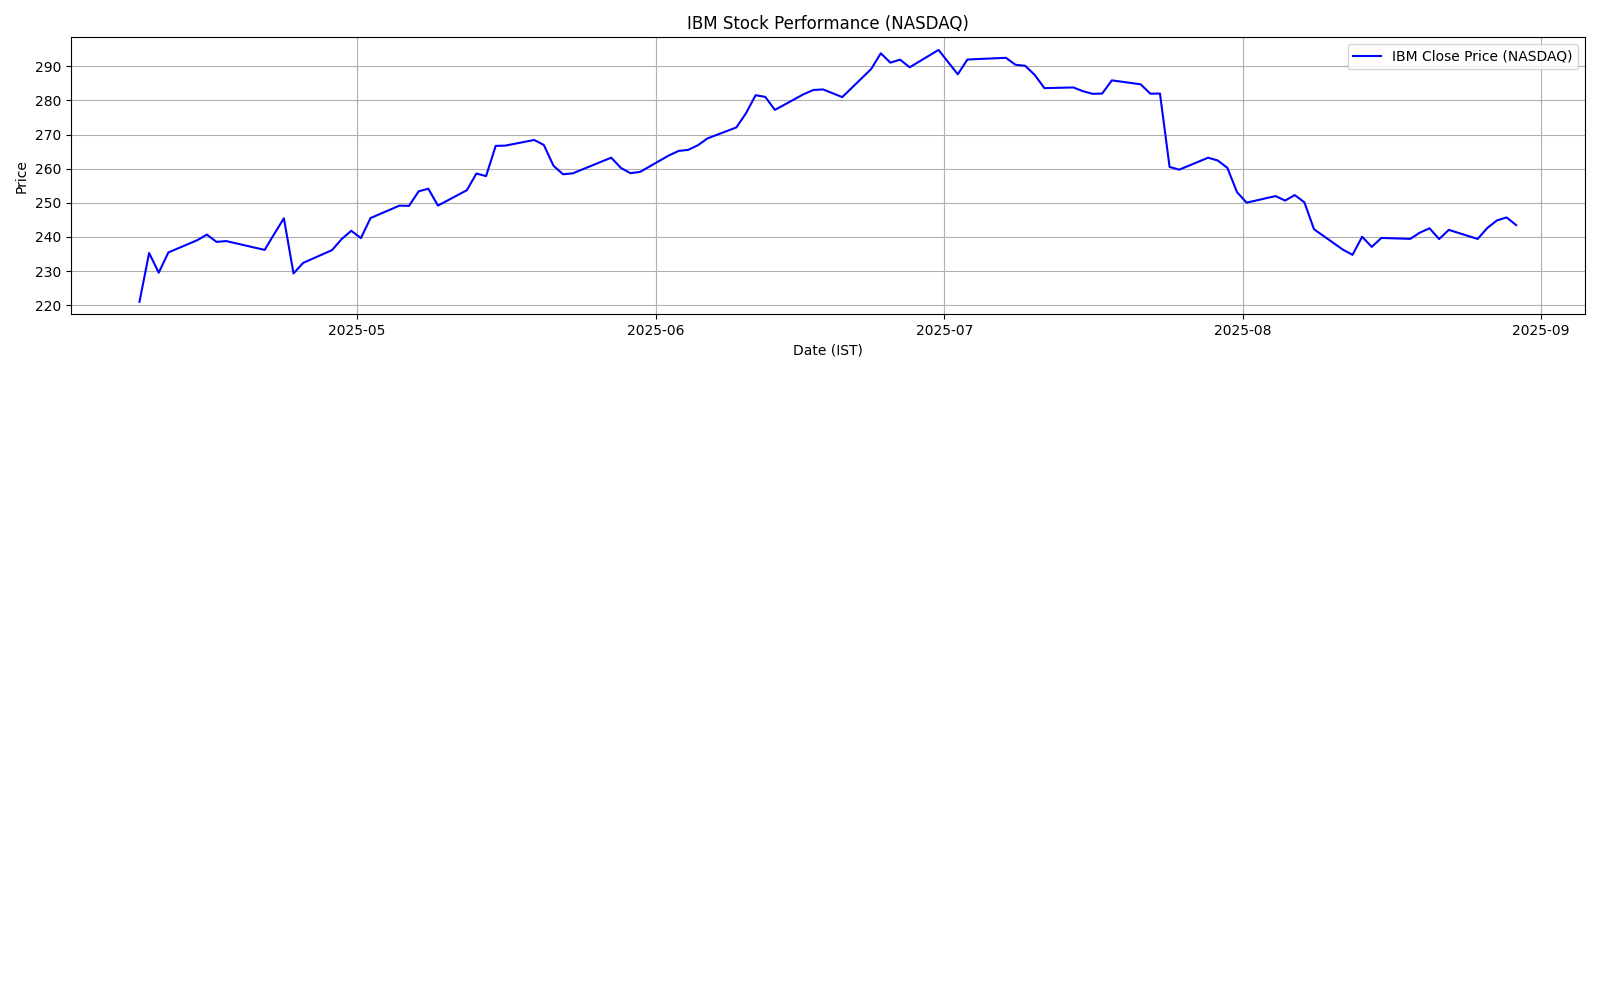 IBM Stock Performance (NASDAQ)
IBM Close Price (NASDAQ)
Price
290
280
270
260
250
240
230
220
2025-05 2025-06 2025-07 2025-08 2025-09
Date (IST)